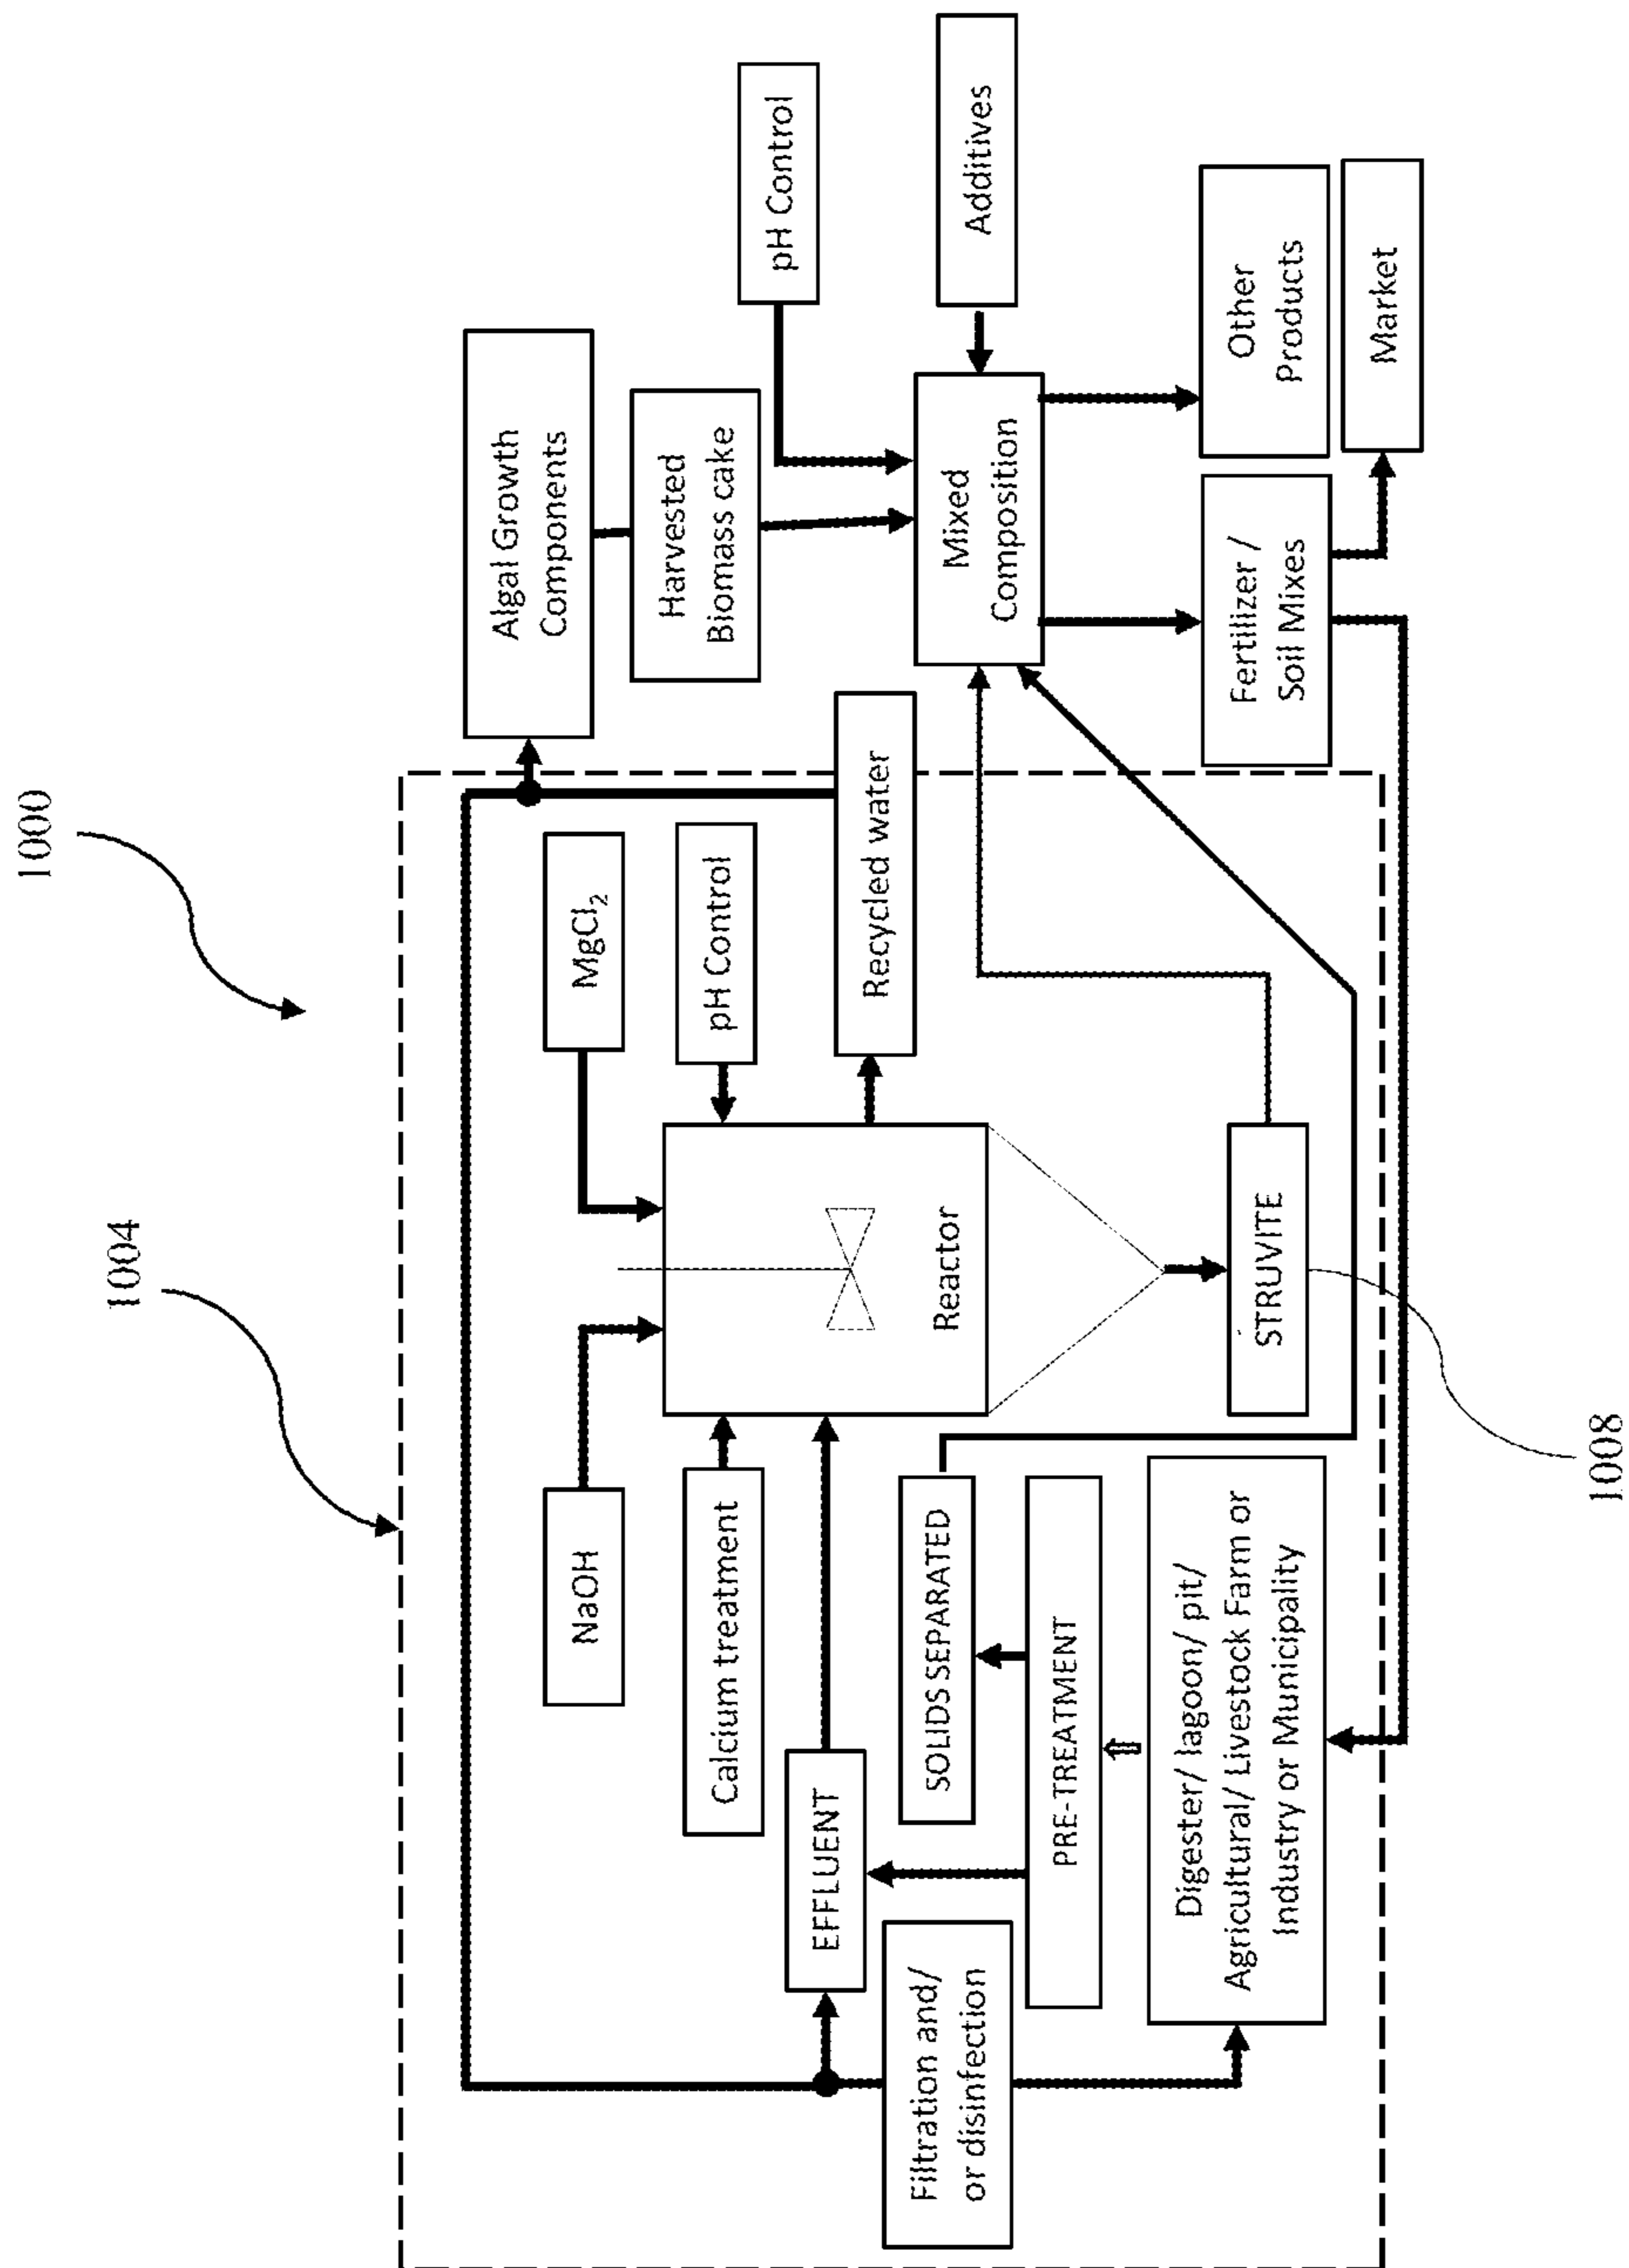 1000
1004
NaOH
MgCl₂
Calcium treatment
pH Control
EFFLUENT
Reactor
Recycled water
Filtration and/
or disinfection
SOLIDS SEPARATED
PRE-TREATMENT
Digester/ lagoon/ pit/
Agricultural/ Livestock Farm or
Industry or Municipality
STRUVITE
1008
Algal Growth
Components
Harvested
Biomass cake
pH Control
Mixed
Composition
Additives
Fertilizer /
Soil Mixes
Other
Products
Market